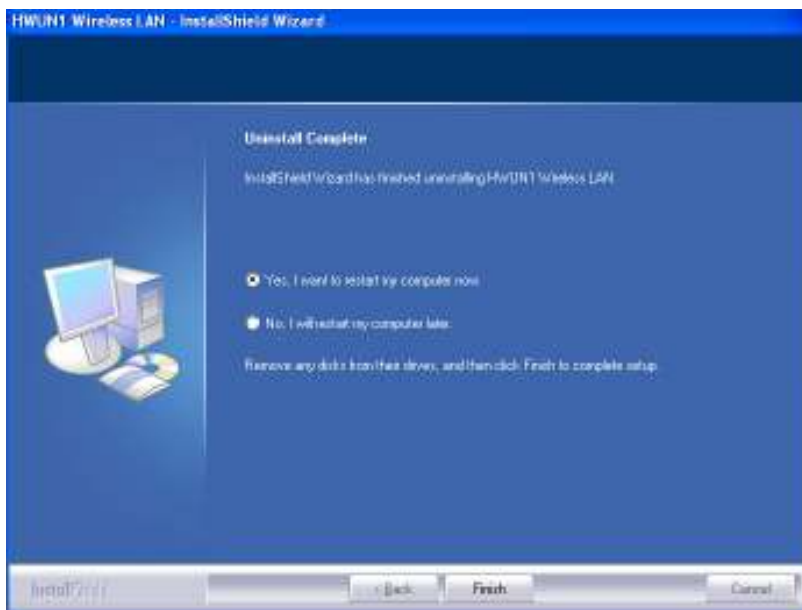 HWUN1 Wireless LAN - InstallShield Wizard
Uninstall Complete
InstallShield Wizard has finished uninstalling HWUN1 Wireless LAN.
Yes, I want to restart my computer now.
No, I will restart my computer later.
Remove any disks from their drives, and then click Finish to complete setup.
InstallShield
< Back
Finish
Cancel